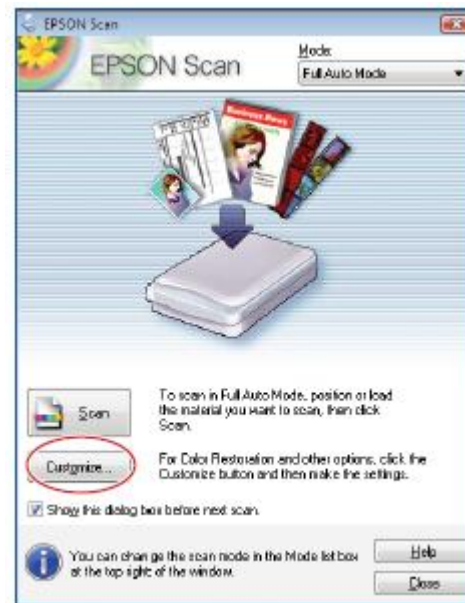 EPSON Scan
EPSON Scan
Mode:
Full Auto Mode
Business News
Scan
To scan in Full Auto Mode, position or load
the material you want to scan, then click
Scan.
Customize...
For Color Restoration and other options, click the
Customize button and then make the settings.
Show this dialog box before next scan.
You can change the scan mode in the Mode list box
at the top right of the window.
Help
Close